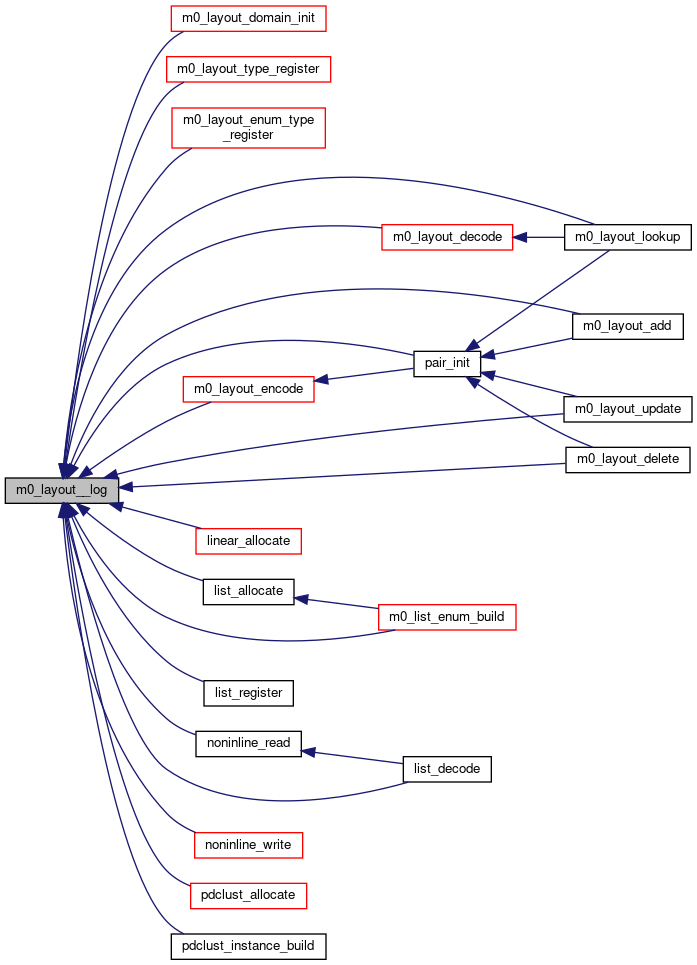 m0_layout_domain_init
m0_layout_type_register
m0_layout_enum_type
_register
m0_layout_decode
m0_layout_lookup
m0_layout_add
pair_init
m0_layout_encode
m0_layout_update
m0_layout_delete
m0_layout__log
linear_allocate
list_allocate
m0_list_enum_build
list_register
noninline_read
list_decode
noninline_write
pdclust_allocate
pdclust_instance_build